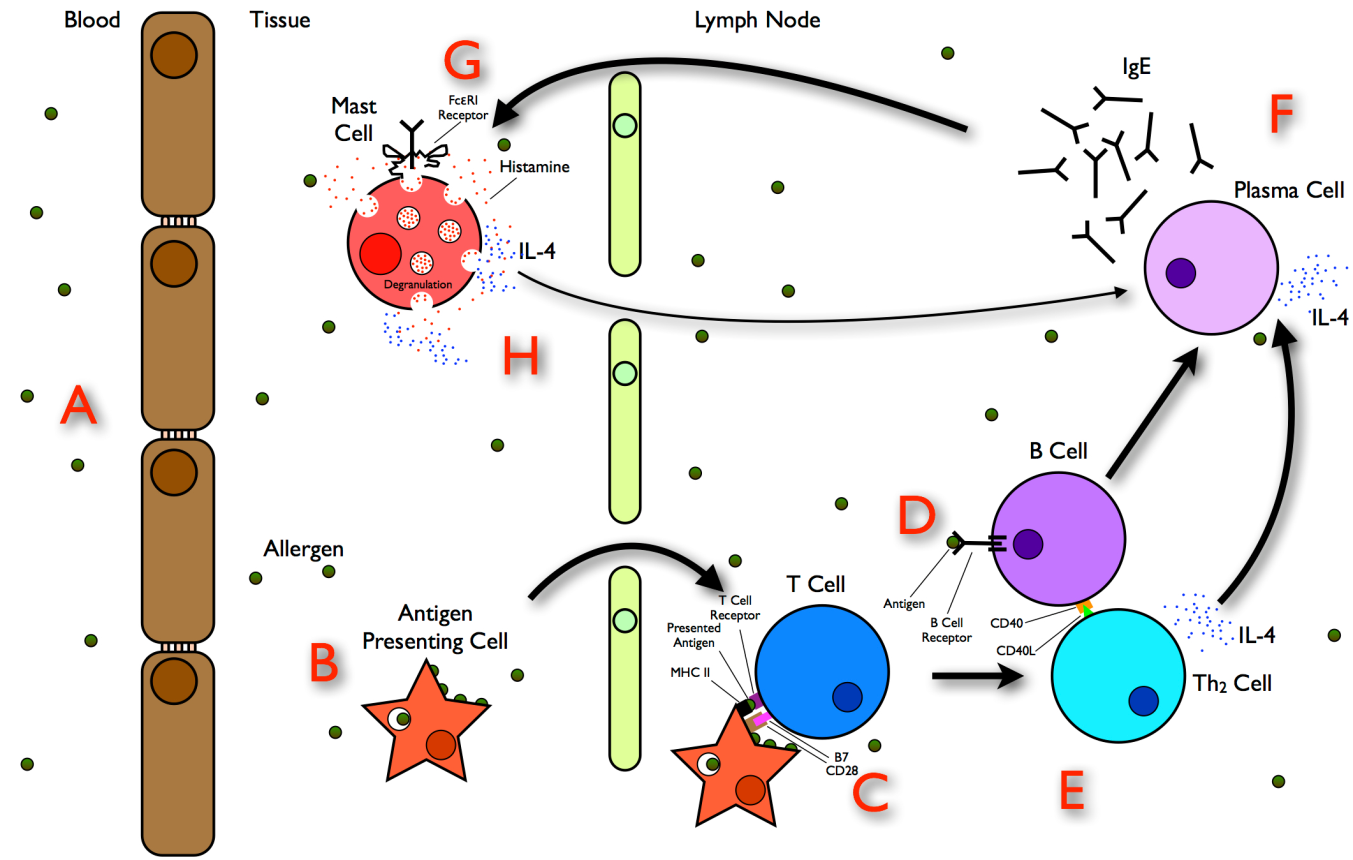 Blood
Tissue
Lymph Node
G
Mast
Cell
FcεRI
Receptor
Histamine
IL-4
Degranulation
H
IgE
F
Plasma Cell
IL-4
A
B Cell
D
Antigen
B Cell
Receptor
CD40
CD40L
IL-4
Th₂ Cell
E
Allergen
Antigen
Presenting Cell
B
T Cell
T Cell
Receptor
Presented
Antigen
MHC II
B7
CD28
C